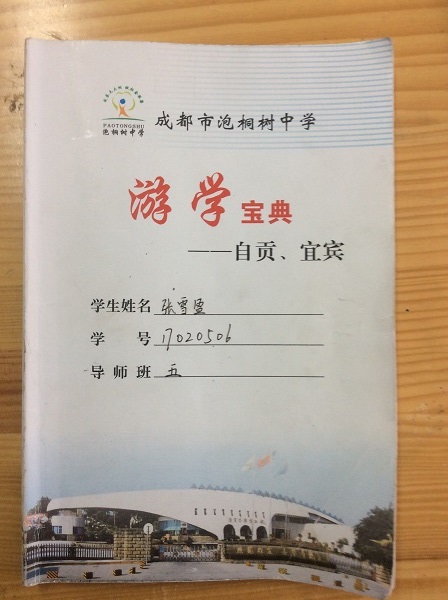 PAOTONGSHU
泡桐树中学
成都市泡桐树中学
游学宝典
——自贡、宜宾
学生姓名 张雪盈
学 号 17020506
导师班 五